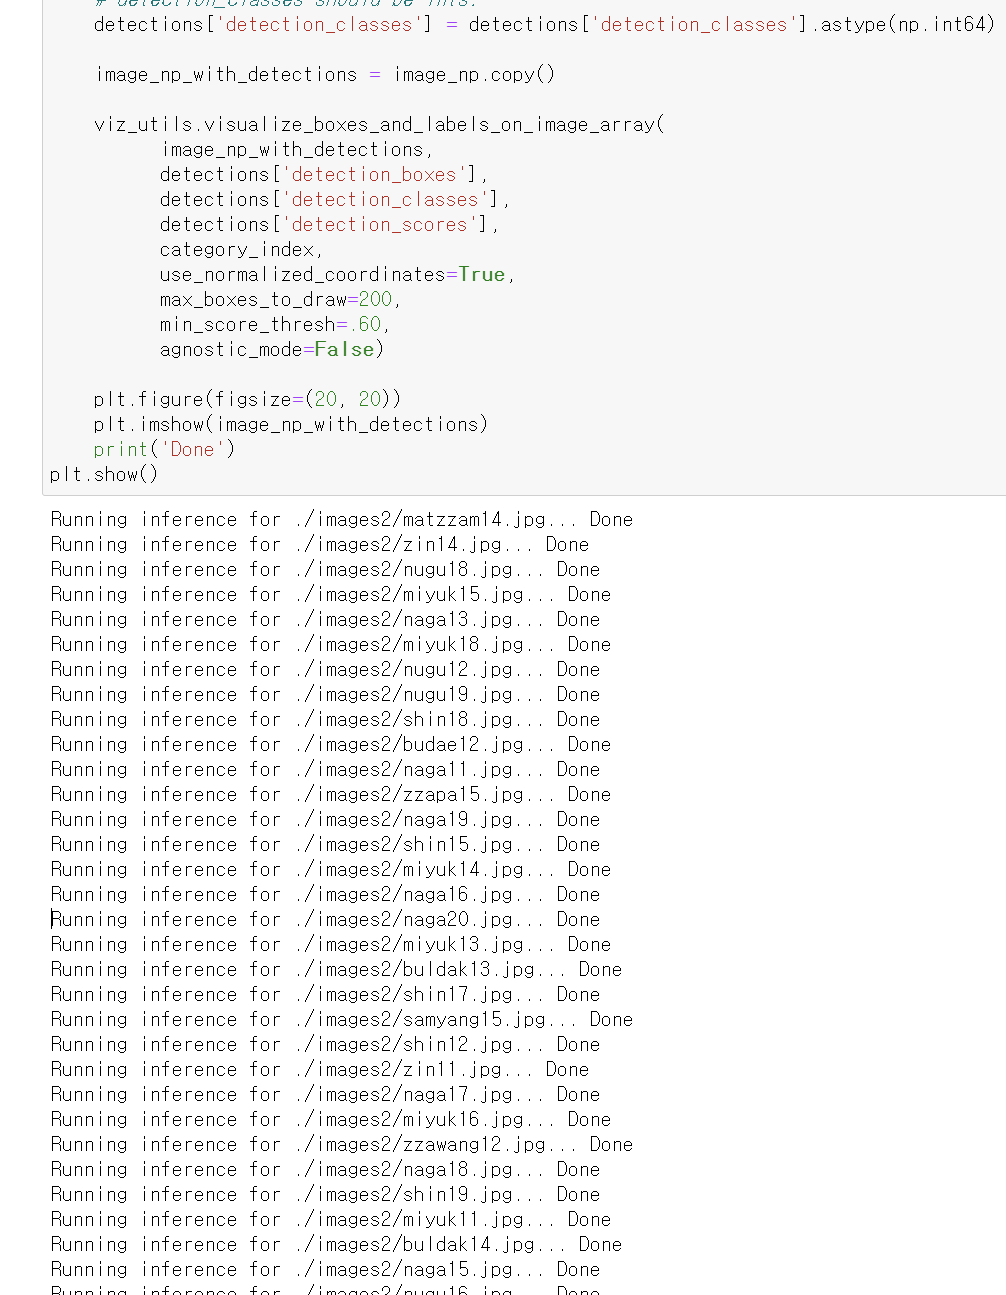 # detection_classes should be ints.
detections['detection_classes'] = detections['detection_classes'].astype(np.int64)
image_np_with_detections = image_np.copy()
viz_utils.visualize_boxes_and_labels_on_image_array(
image_np_with_detections,
detections['detection_boxes'],
detections['detection_classes'],
detections['detection_scores'],
category_index,
use_normalized_coordinates=True,
max_boxes_to_draw=200,
min_score_thresh=.60,
agnostic_mode=False)
plt.figure(figsize=(20, 20))
plt.imshow(image_np_with_detections)
print('Done')
plt.show()
Running inference for ./images2/matzzam14.jpg... Done
Running inference for ./images2/zin14.jpg... Done
Running inference for ./images2/nugu18.jpg... Done
Running inference for ./images2/miyuk15.jpg... Done
Running inference for ./images2/naga13.jpg... Done
Running inference for ./images2/miyuk18.jpg... Done
Running inference for ./images2/nugu12.jpg... Done
Running inference for ./images2/nugu19.jpg... Done
Running inference for ./images2/shin18.jpg... Done
Running inference for ./images2/budae12.jpg... Done
Running inference for ./images2/naga11.jpg... Done
Running inference for ./images2/zzapa15.jpg... Done
Running inference for ./images2/naga19.jpg... Done
Running inference for ./images2/shin15.jpg... Done
Running inference for ./images2/miyuk14.jpg... Done
Running inference for ./images2/naga16.jpg... Done
Running inference for ./images2/naga20.jpg... Done
Running inference for ./images2/miyuk13.jpg... Done
Running inference for ./images2/buldak13.jpg... Done
Running inference for ./images2/shin17.jpg... Done
Running inference for ./images2/samyang15.jpg... Done
Running inference for ./images2/shin12.jpg... Done
Running inference for ./images2/zin11.jpg... Done
Running inference for ./images2/naga17.jpg... Done
Running inference for ./images2/miyuk16.jpg... Done
Running inference for ./images2/zzawang12.jpg... Done
Running inference for ./images2/naga18.jpg... Done
Running inference for ./images2/shin19.jpg... Done
Running inference for ./images2/miyuk11.jpg... Done
Running inference for ./images2/buldak14.jpg... Done
Running inference for ./images2/naga15.jpg... Done
Running inference for ./images2/nugu16.jpg... Done